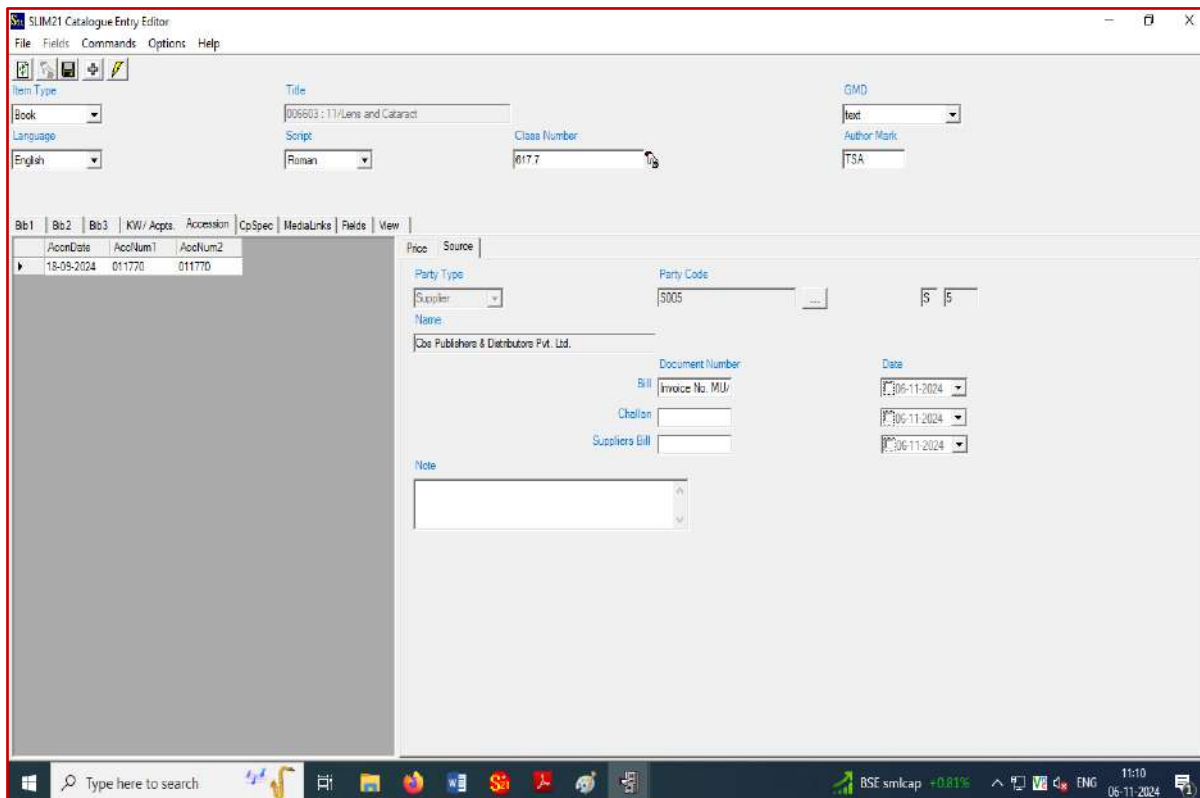 SLIM21 Catalogue Entry Editor
File Fields Commands Options Help
Item Type Title GMD
Book 006603 : 11/Lens and Cataract text
Language Script Class Number Author Mark
English Roman 617.7 TSA
Bib1 Bib2 Bib3 KW/ Acpts. Accession CpSpec MediaLinks Fields View
AccnDate AccNum1 AccNum2
18-09-2024 011770 011770
Price Source
Party Type Party Code
Supplier S005 ... S 5
Name
Cbs Publishers & Distributors Pvt. Ltd.
Document Number Date
Bill Invoice No. MU/ 06-11-2024
Challan 06-11-2024
Suppliers Bill 06-11-2024
Note
Type here to search
BSE smlcap +0.81% ENG 11:10
06-11-2024